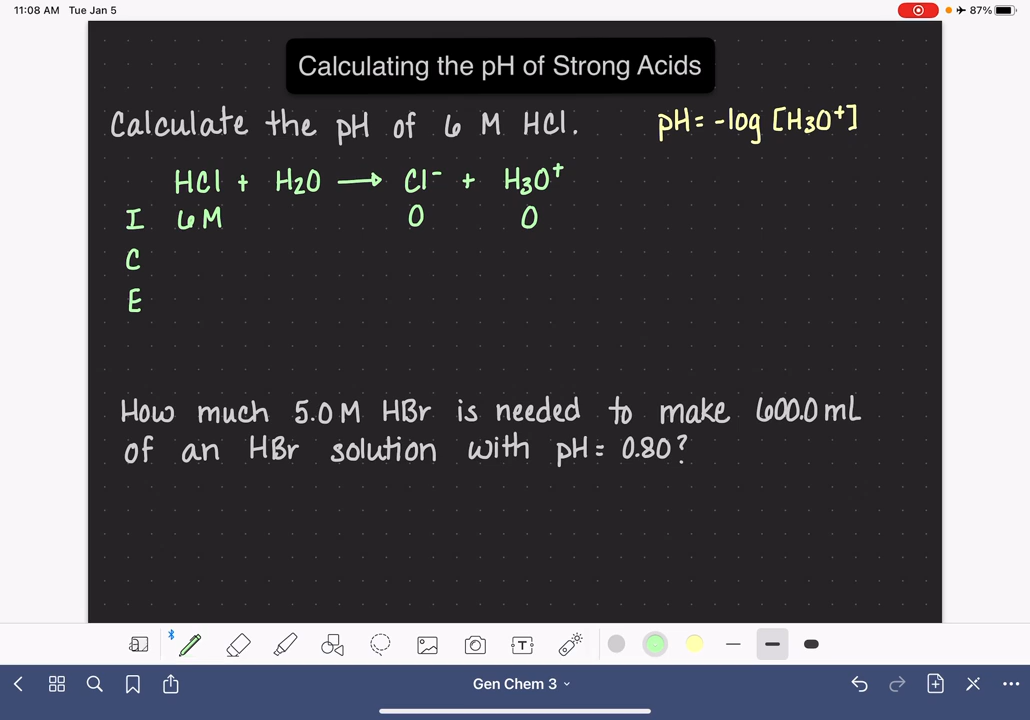 11:08 AM Tue Jan 5
87%
Calculating the pH of Strong Acids
Calculate the pH of 6 M HCl. pH = -log [H3O+]
HCl + H2O → Cl- + H3O+
I 6M 0 0
C
E
How much 5.0 M HBr is needed to make 600.0 mL
of an HBr solution with pH = 0.80?
T
Gen Chem 3